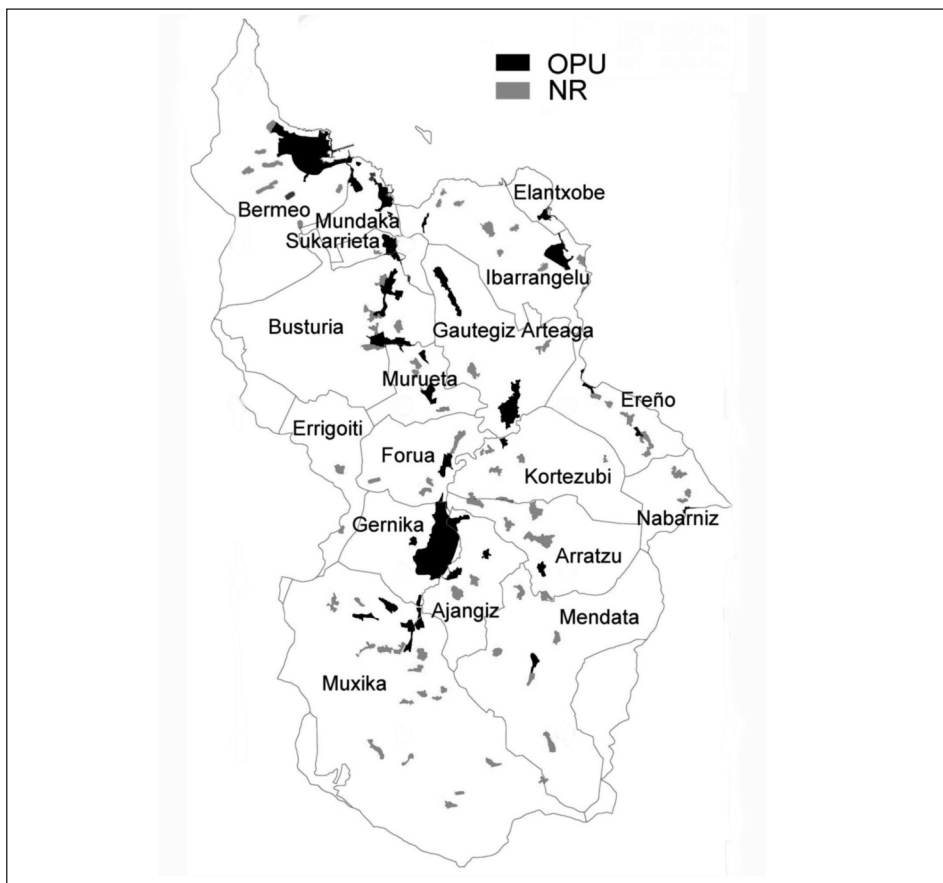 OPU
NR
Elantxobe
Bermeo
Mundaka
Sukarrieta
Ibarrangelu
Busturia
Gautegiz Arteaga
Murueta
Ereño
Errigoiti
Forua
Kortezubi
Nabarniz
Gernika
Arratzu
Ajangiz
Mendata
Muxika